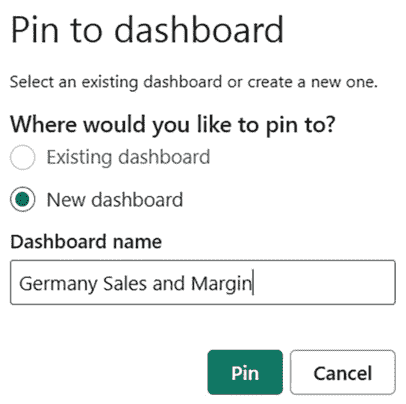 Pin to dashboard
Select an existing dashboard or create a new one.
Where would you like to pin to?
Existing dashboard
New dashboard
Dashboard name
Germany Sales and Margin
Pin Cancel